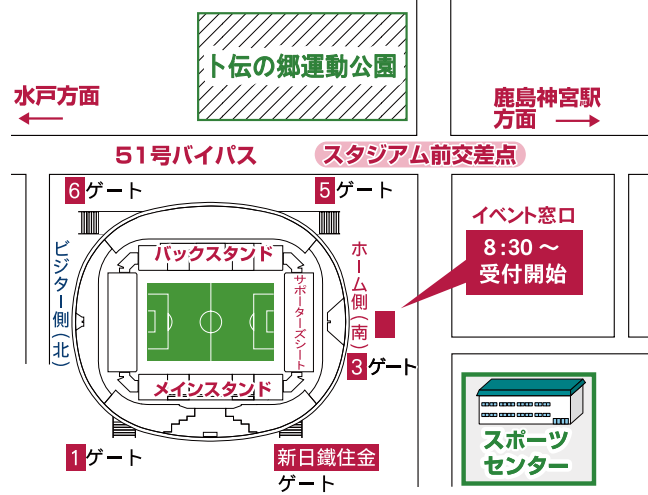 ト伝の郷運動公園
水戸方面
鹿島神宮駅
方面
51号バイパス
スタジアム前交差点
6ゲート
5ゲート
イベント窓口
8:30～
受付開始
ビジター側(北)
バックスタンド
サポーターズシート
ホーム側(南)
3ゲート
メインスタンド
1ゲート
新日鐵住金
ゲート
スポーツ
センター